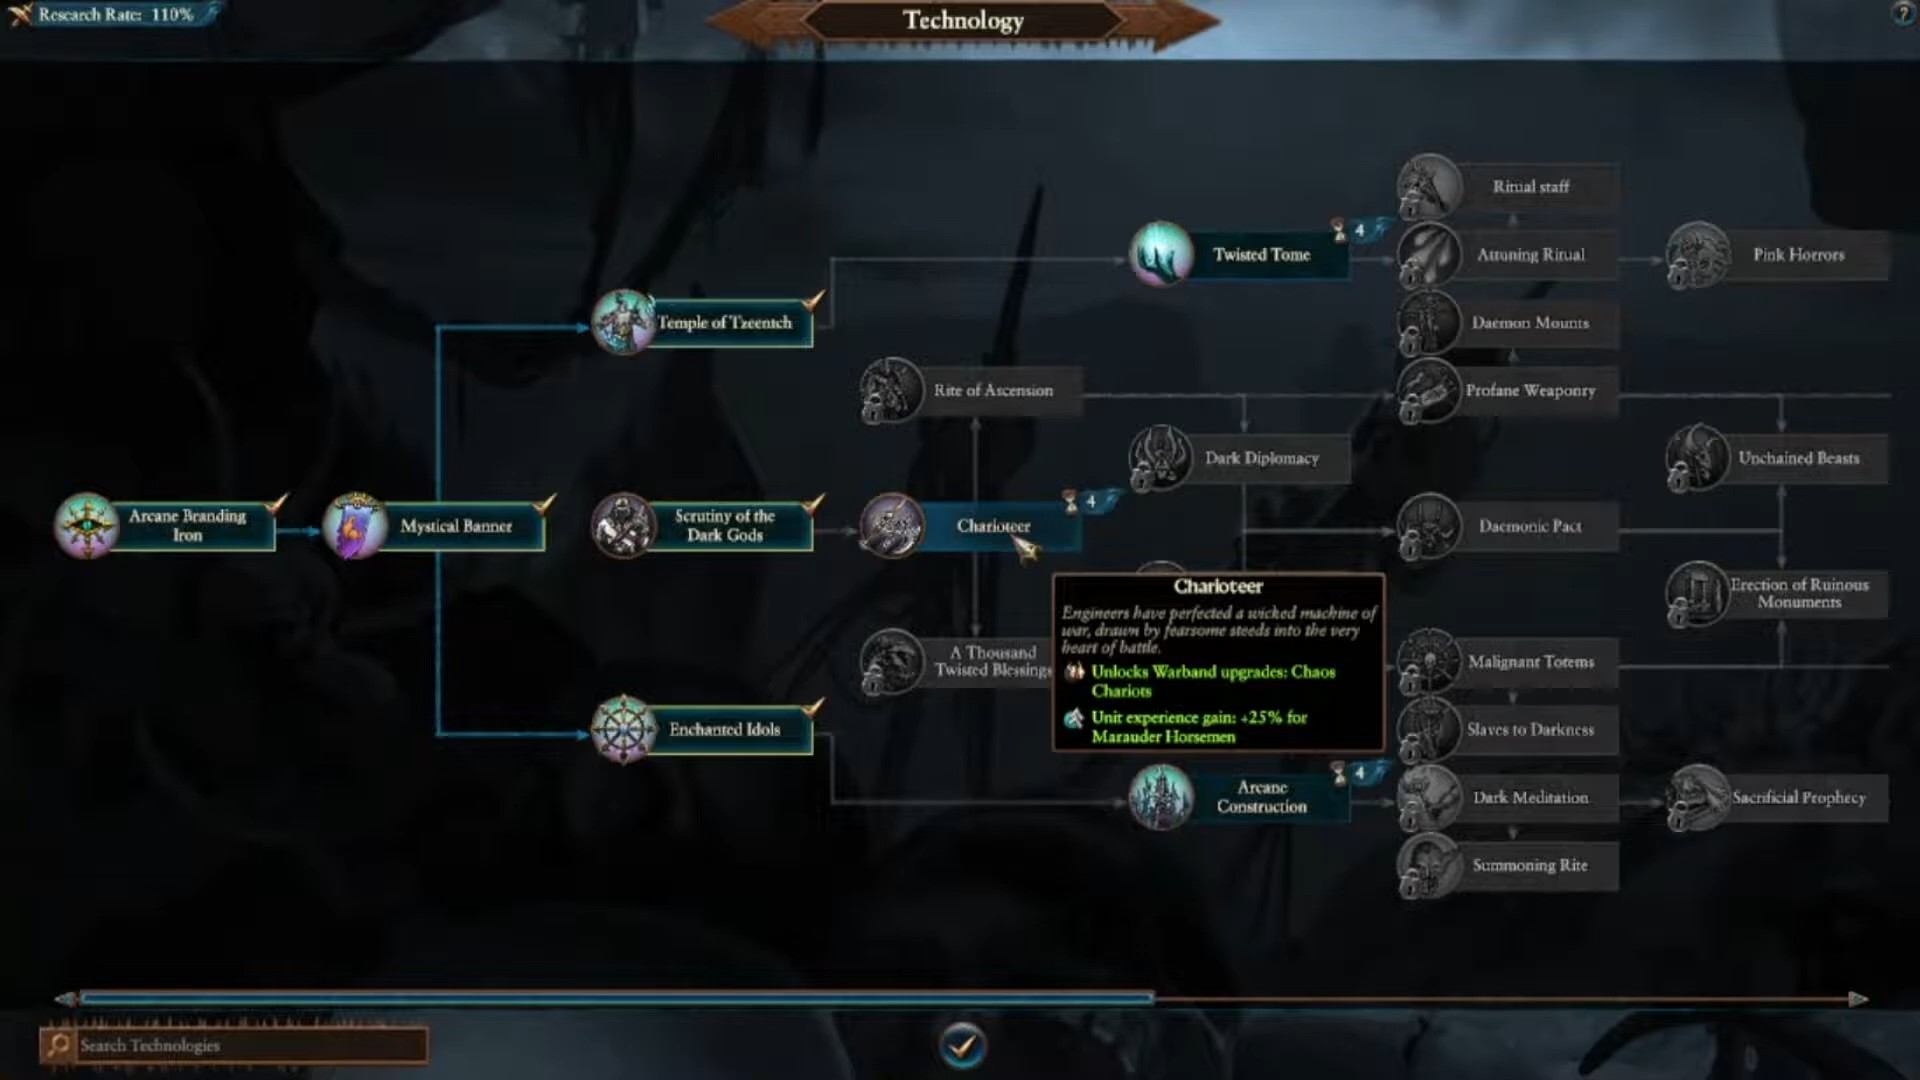 Research Rate: 110%
Technology
?
Ritual staff
4
Twisted Tome
Attuning Ritual
Pink Horrors
Temple of Tzeentch
Daemon Mounts
Rite of Ascension
Profane Weaponry
Dark Diplomacy
Unchained Beasts
Arcane Branding
Iron
Mystical Banner
Scrutiny of the
Dark Gods
4
Charioteer
Daemonic Pact
Charioteer
Engineers have perfected a wicked machine of
war, drawn by fearsome steeds into the very
heart of battle.
Unlocks Warband upgrades: Chaos
Chariots
Unit experience gain: +25% for
Marauder Horsemen
Erection of Ruinous
Monuments
A Thousand
Twisted Blessings
Malignant Totems
Enchanted Idols
Slaves to Darkness
4
Arcane
Construction
Dark Meditation
Sacrificial Prophecy
Summoning Rite
Search Technologies